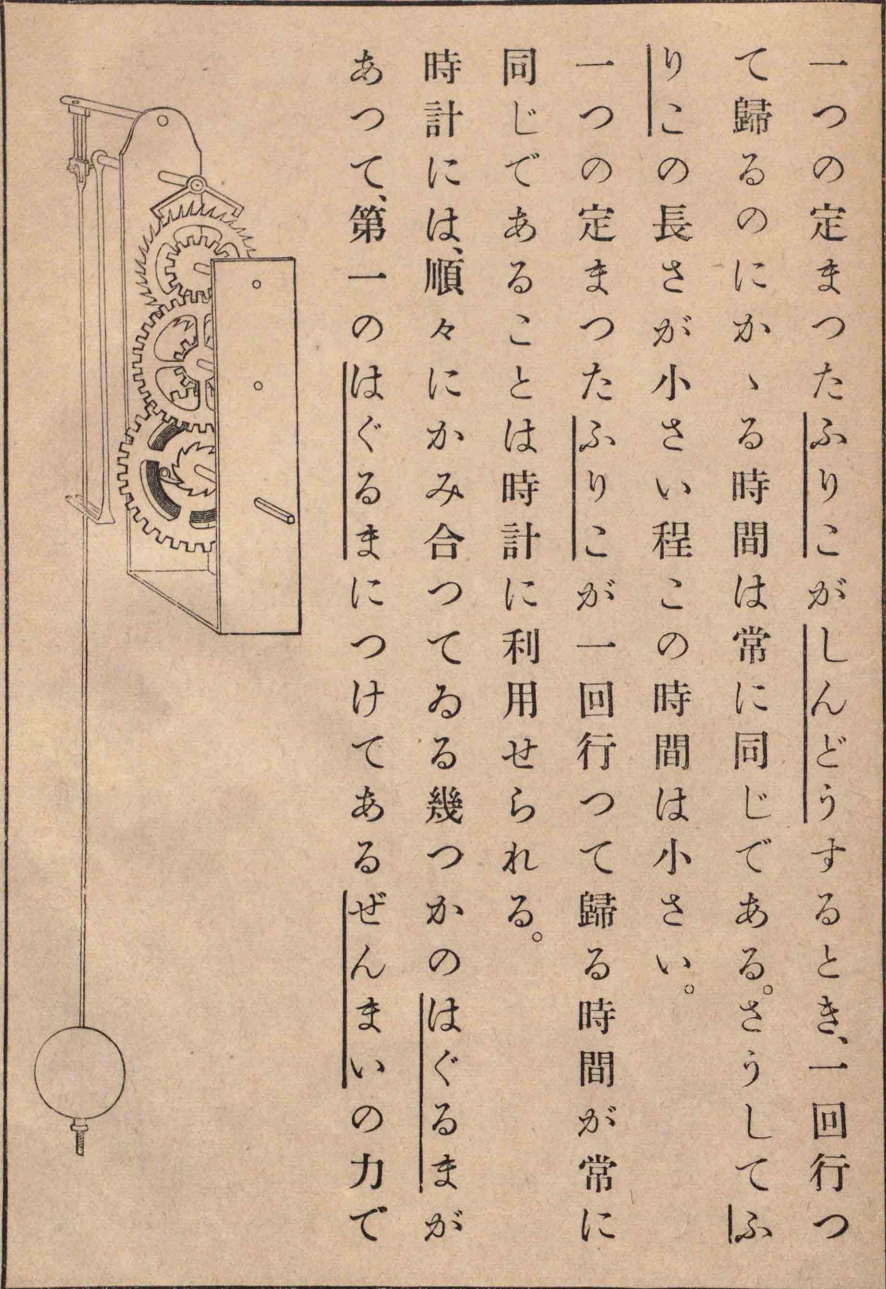 一つの定まつたふりこがしんどうするとき、一回行つ
て歸るのにかゝる時間は常に同じである。さうしてふ
りこの長さが小さい程この時間は小さい。
一つの定まつたふりこが一回行つて歸る時間が常に
同じであることは時計に利用せられる。
時計には、順々にかみ合つてゐる幾つかのはぐるまが
あつて、第一のはぐるまにつけてあるぜんまいの力で